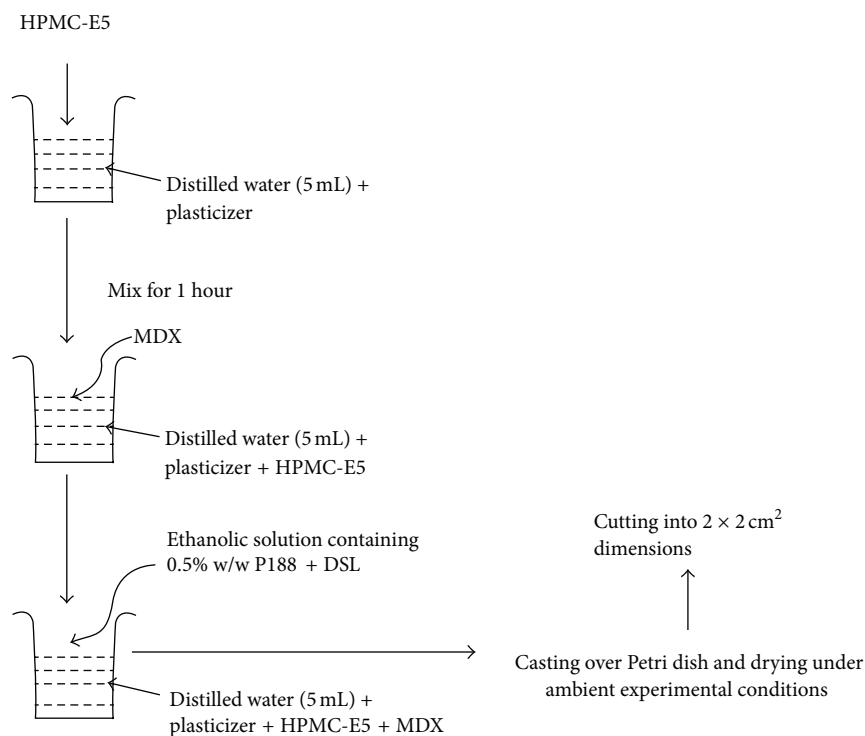 HPMC-E5
Distilled water (5 mL) +
plasticizer
Mix for 1 hour
MDX
Distilled water (5 mL) +
plasticizer + HPMC-E5
Ethanolic solution containing
0.5% w/w P188 + DSL
Distilled water (5 mL) +
plasticizer + HPMC-E5 + MDX
Casting over Petri dish and drying under
ambient experimental conditions
Cutting into 2 × 2 cm²
dimensions